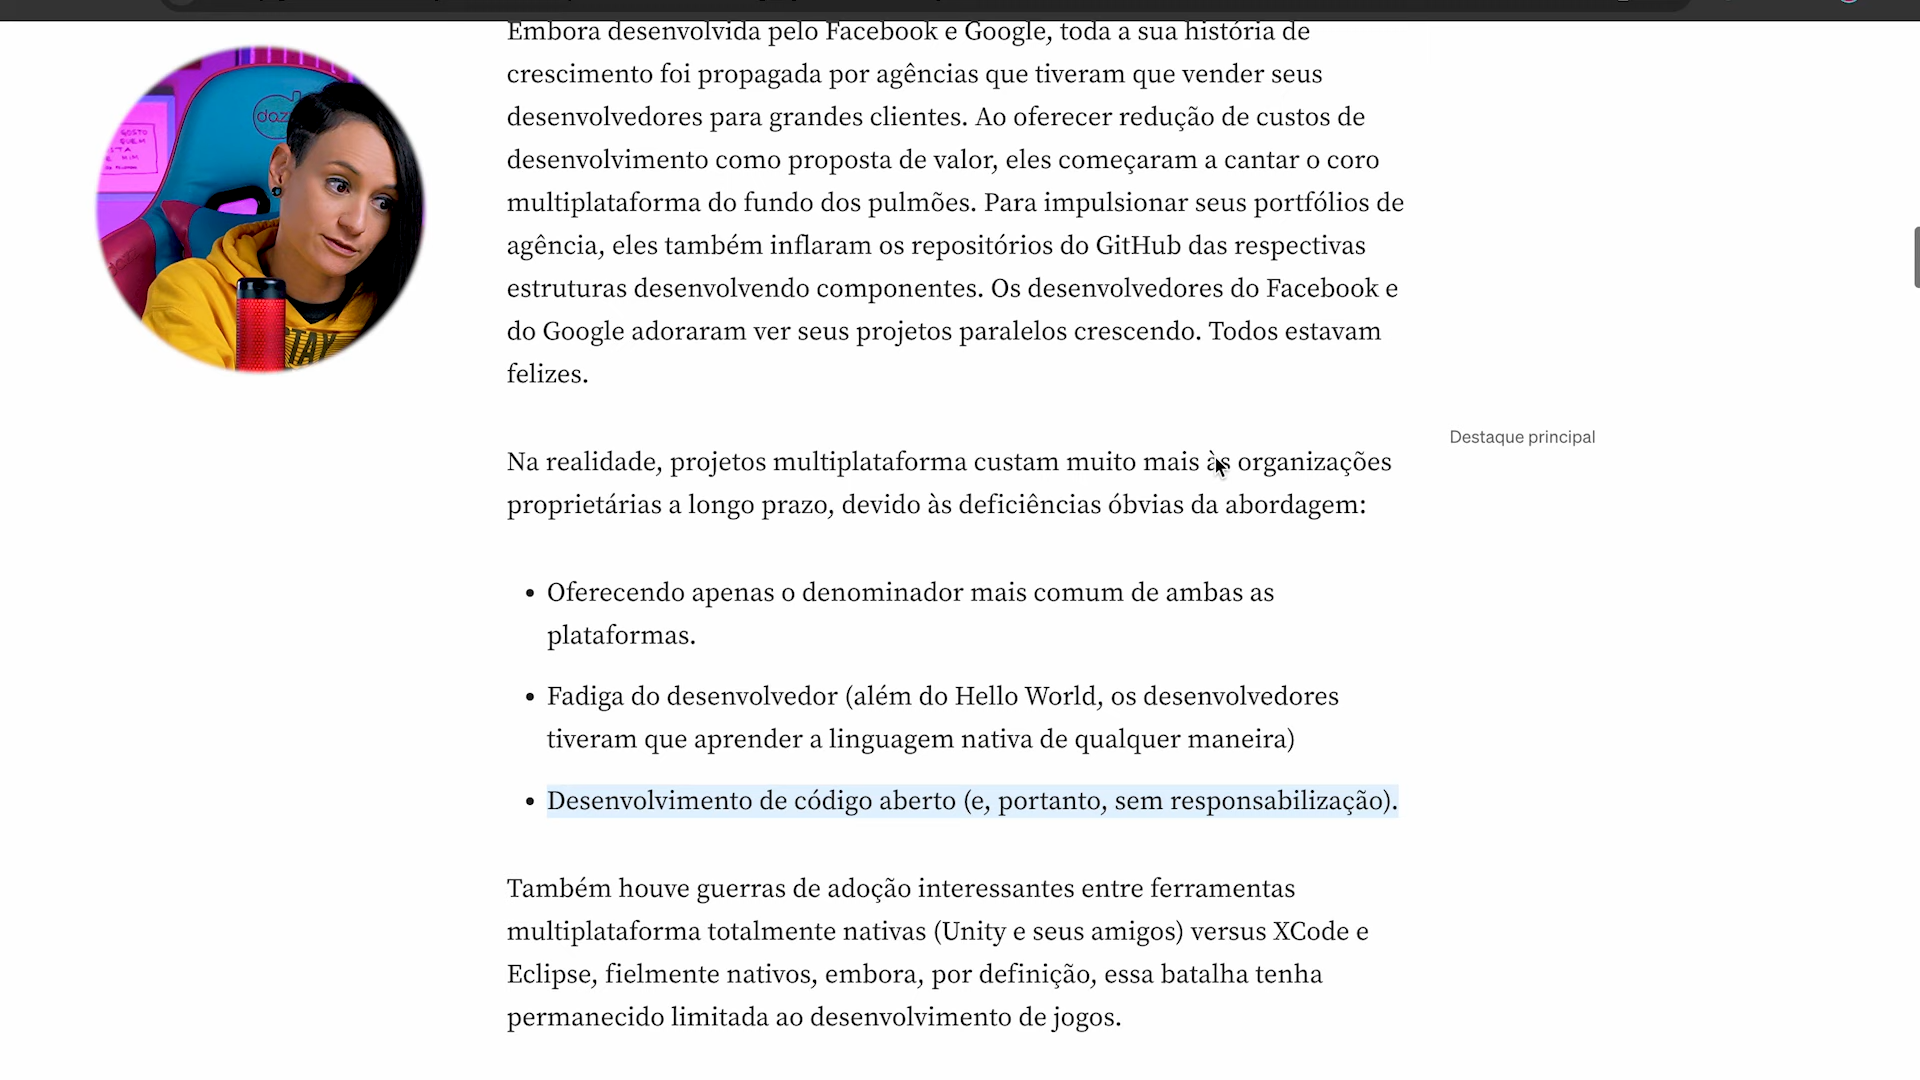 Embora desenvolvida pelo Facebook e Google, toda a sua história de
crescimento foi propagada por agências que tiveram que vender seus
desenvolvedores para grandes clientes. Ao oferecer redução de custos de
desenvolvimento como proposta de valor, eles começaram a cantar o coro
multiplataforma do fundo dos pulmões. Para impulsionar seus portfólios de
agência, eles também inflaram os repositórios do GitHub das respectivas
estruturas desenvolvendo componentes. Os desenvolvedores do Facebook e
do Google adoraram ver seus projetos paralelos crescendo. Todos estavam
felizes.
Destaque principal
Na realidade, projetos multiplataforma custam muito mais às organizações
proprietárias a longo prazo, devido às deficiências óbvias da abordagem:
• Oferecendo apenas o denominador mais comum de ambas as
plataformas.
• Fadiga do desenvolvedor (além do Hello World, os desenvolvedores
tiveram que aprender a linguagem nativa de qualquer maneira)
• Desenvolvimento de código aberto (e, portanto, sem responsabilização).
Também houve guerras de adoção interessantes entre ferramentas
multiplataforma totalmente nativas (Unity e seus amigos) versus XCode e
Eclipse, fielmente nativos, embora, por definição, essa batalha tenha
permanecido limitada ao desenvolvimento de jogos.
GOSTO
QUEM
STAY